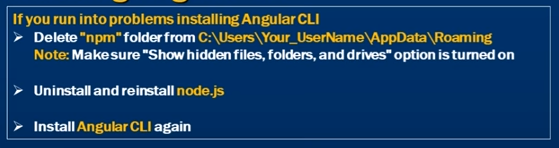 If you run into problems installing Angular CLI
➢ Delete "npm" folder from C:\Users\Your_UserName\AppData\Roaming
Note: Make sure "Show hidden files, folders, and drives" option is turned on
➢ Uninstall and reinstall node.js
➢ Install Angular CLI again